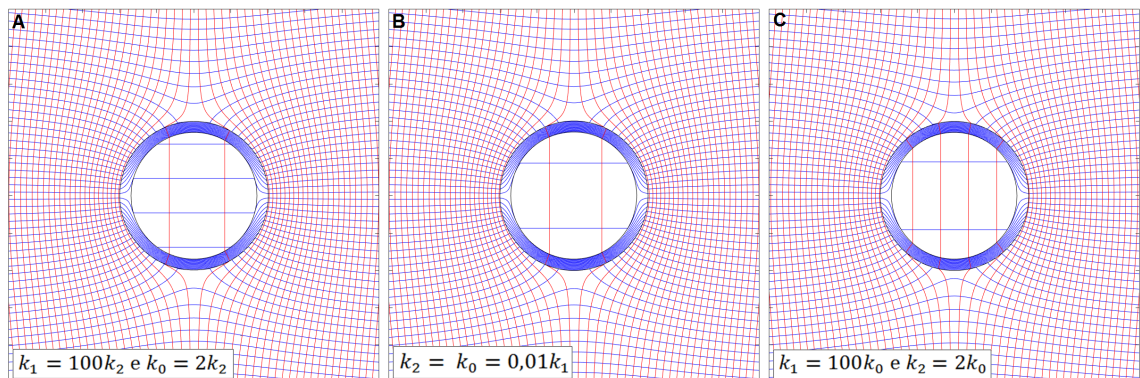 A
B
C
k₁ = 100k₂ e k₀ = 2k₂
k₂ = k₀ = 0,01k₁
k₁ = 100k₀ e k₂ = 2k₀